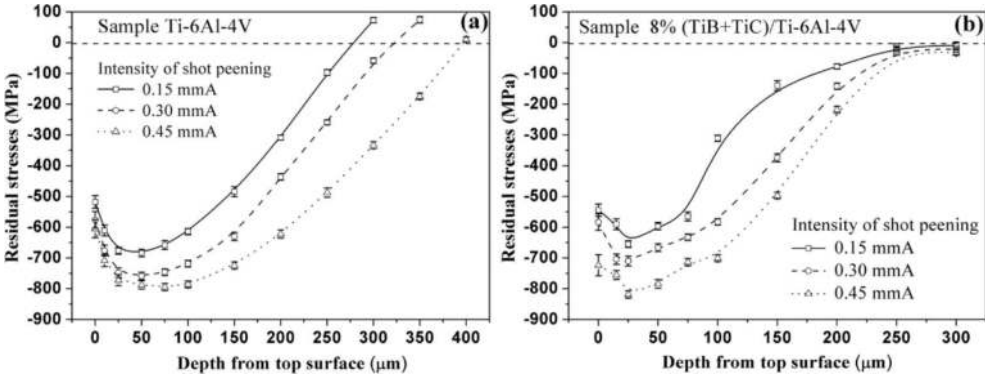 (a)
Sample Ti-6Al-4V
Intensity of shot peening
0.15 mmA
0.30 mmA
0.45 mmA
Residual stresses (MPa)
100
0
-100
-200
-300
-400
-500
-600
-700
-800
-900
0 50 100 150 200 250 300 350 400
Depth from top surface (μm)
(b)
Sample 8% (TiB+TiC)/Ti-6Al-4V
Intensity of shot peening
0.15 mmA
0.30 mmA
0.45 mmA
Residual stresses (MPa)
100
0
-100
-200
-300
-400
-500
-600
-700
-800
-900
0 50 100 150 200 250 300
Depth from top surface (μm)